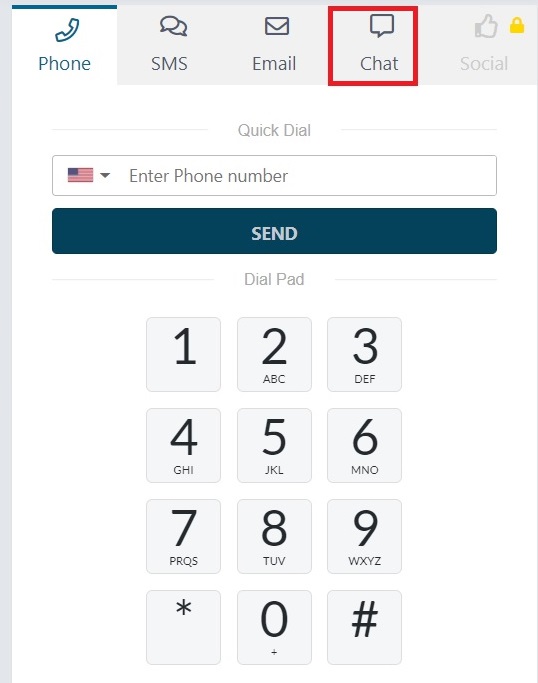 Phone SMS Email Chat Social
Quick Dial
Enter Phone number
SEND
Dial Pad
1 2 3
ABC DEF
4 5 6
GHI JKL MNO
7 8 9
PRQS TUV WXYZ
* 0 #
+